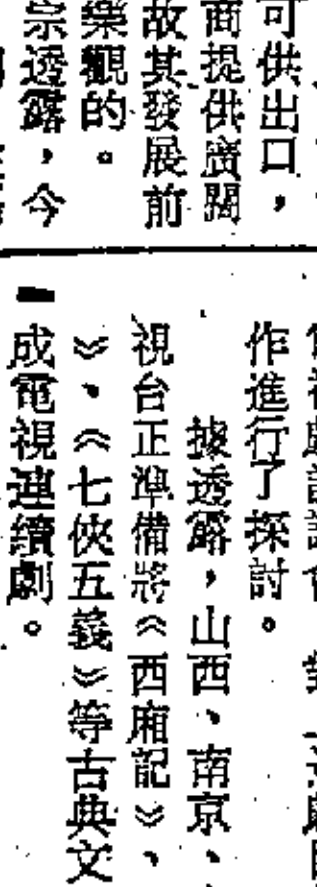 可供出口，
商提供廣闊
故其發展前
樂觀的。
宗透露，今
作進行了探討。
據透露，山西、南京、
視台正準備將《西廂記》、
》、《七俠五義》等古典文
成電視連續劇。